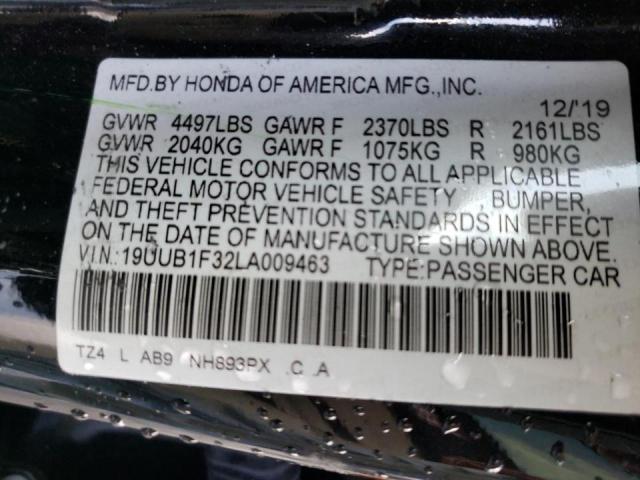 MFD.BY HONDA OF AMERICA MFG.,INC.
12/'19
GVWR 4497LBS GAWR F 2370LBS R 2161LBS
GVWR 2040KG GAWR F 1075KG R 980KG
THIS VEHICLE CONFORMS TO ALL APPLICABLE
FEDERAL MOTOR VEHICLE SAFETY , BUMPER,
AND THEFT PREVENTION STANDARDS IN EFFECT
ON THE DATE OF MANUFACTURE SHOWN ABOVE.
V I N :19UUB1F32LA009463 TYPE:PASSENGER CAR
TZ4 L AB9 NH893PX .C .A